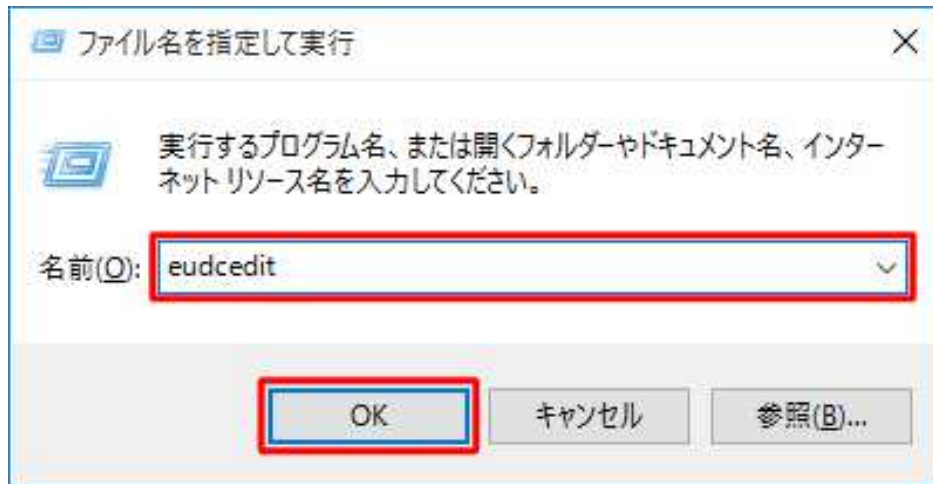 ファイル名を指定して実行
実行するプログラム名、または開くフォルダーやドキュメント名、インター
ネット リソース名を入力してください。
名前(O): eudcedit
OK キャンセル 参照(B)...